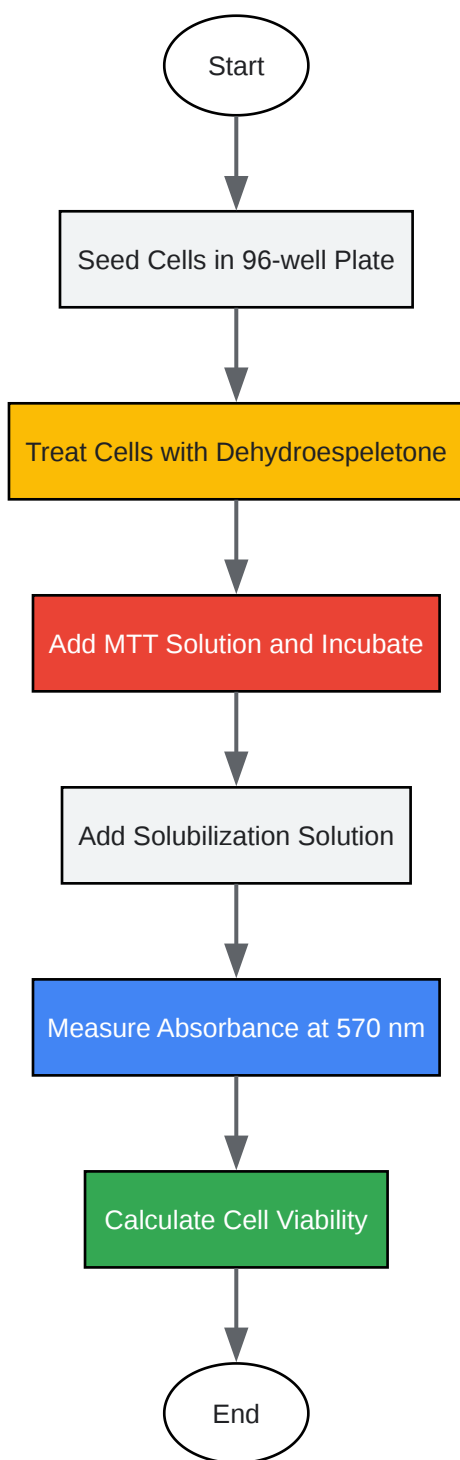 Start
Seed Cells in 96-well Plate
Treat Cells with Dehydroespeletone
Add MTT Solution and Incubate
Add Solubilization Solution
Measure Absorbance at 570 nm
Calculate Cell Viability
End